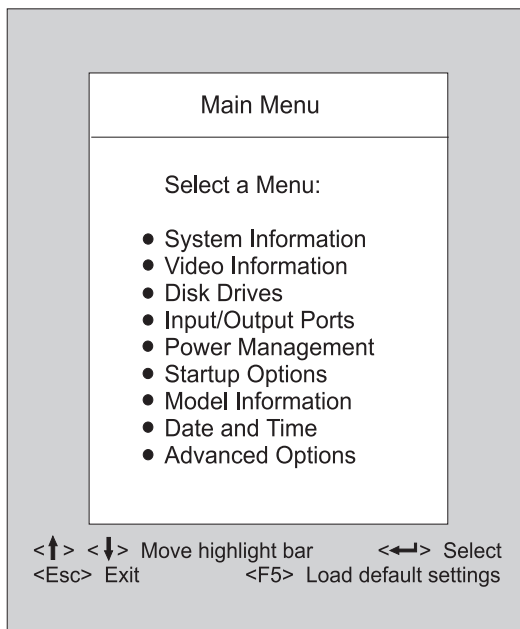 Main Menu
Select a Menu:
● System Information
● Video Information
● Disk Drives
● Input/Output Ports
● Power Management
● Startup Options
● Model Information
● Date and Time
● Advanced Options
<↑> <↓> Move highlight bar <↵> Select
<Esc> Exit <F5> Load default settings